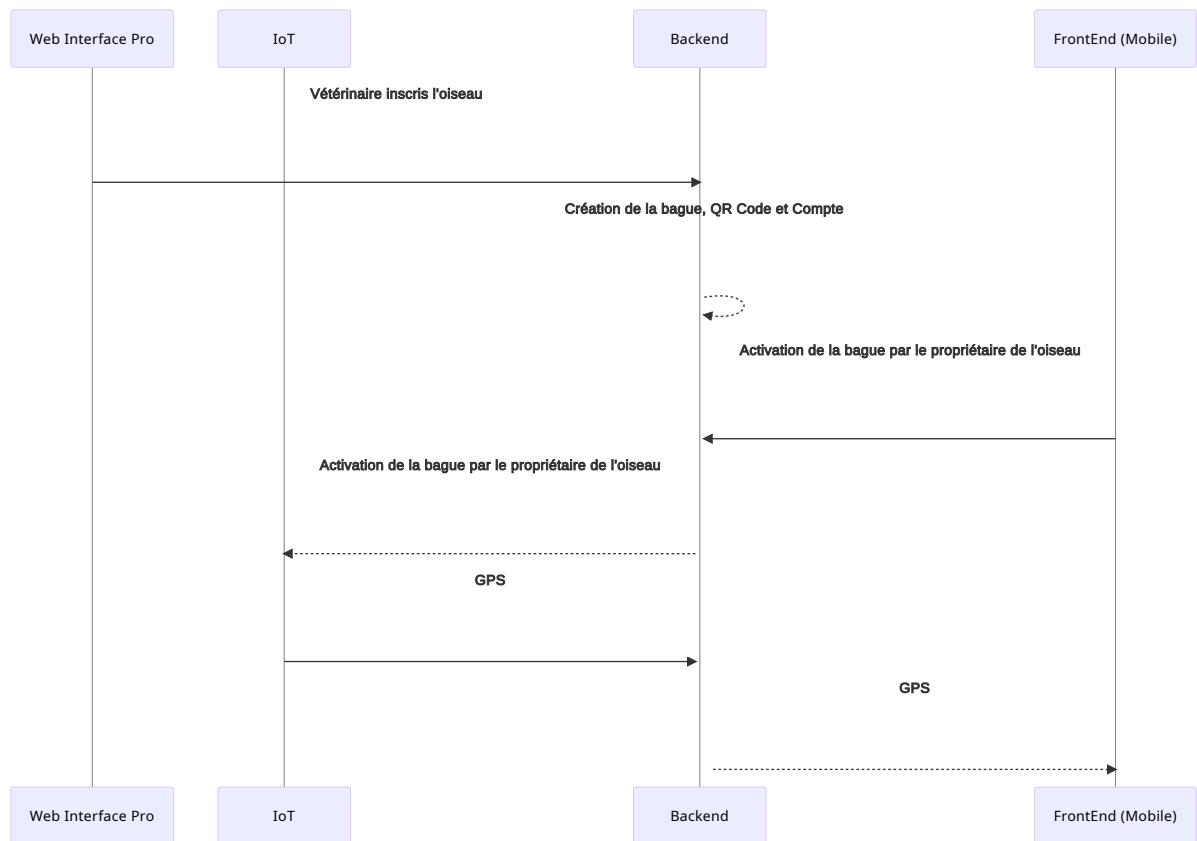 Web Interface Pro
IoT
Backend
FrontEnd (Mobile)
Vétérinaire inscris l'oiseau
Création de la bague, QR Code et Compte
Activation de la bague par le propriétaire de l'oiseau
Activation de la bague par le propriétaire de l'oiseau
GPS
GPS
Web Interface Pro
IoT
Backend
FrontEnd (Mobile)